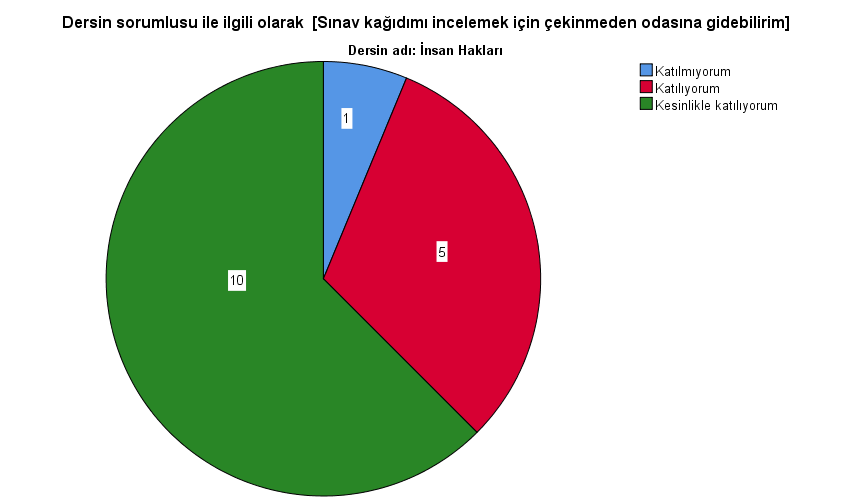 Dersin sorumlusu ile ilgili olarak [Sınav kağıdımı incelemek için çekinmeden odasına gidebilirim]
Dersin adı: İnsan Hakları
Katılmıyorum
Katılıyorum
Kesinlikle katılıyorum
1
5
10